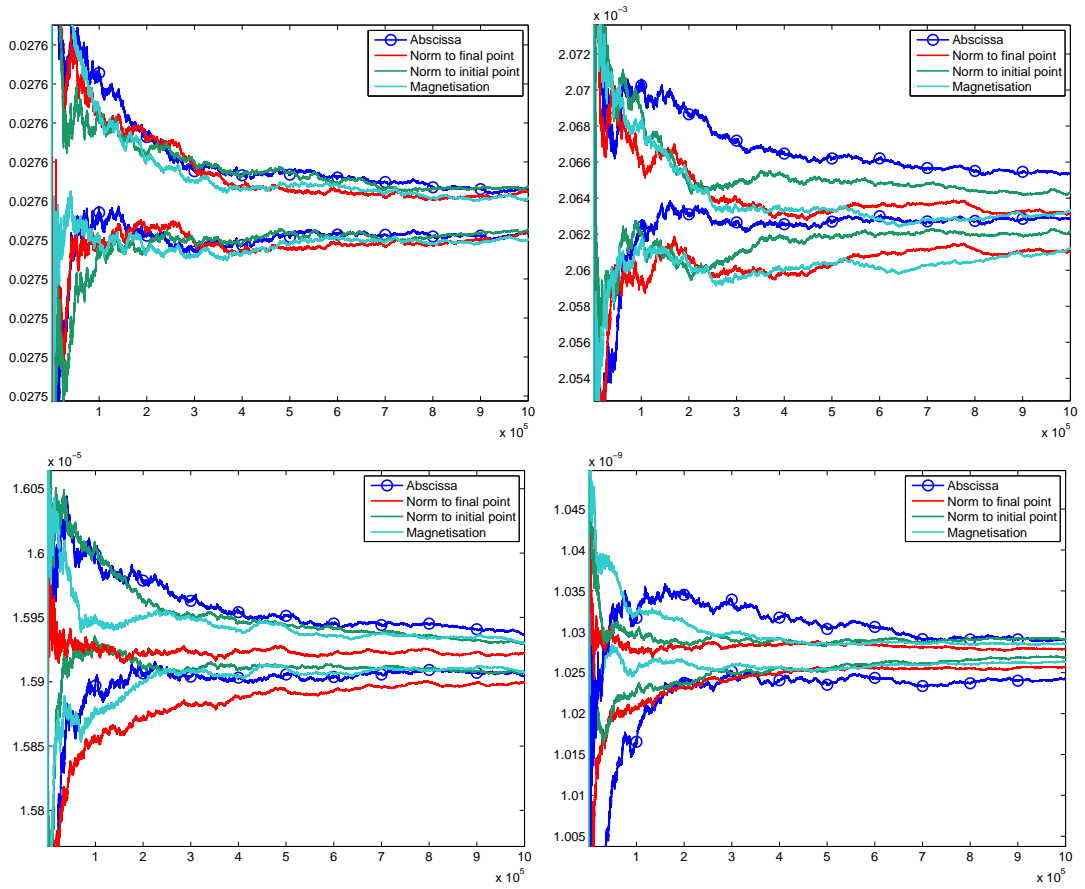 0.0276
0.0276
0.0276
0.0276
0.0276
0.0275
0.0275
0.0275
0.0275
0.0275
1 2 3 4 5 6 7 8 9 10
x 10^5
Abscissa
Norm to final point
Norm to initial point
Magnetisation
x 10^-3
2.072
2.07
2.068
2.066
2.064
2.062
2.06
2.058
2.056
2.054
1 2 3 4 5 6 7 8 9 10
x 10^5
Abscissa
Norm to final point
Norm to initial point
Magnetisation
x 10^-5
1.605
1.6
1.595
1.59
1.585
1.58
1 2 3 4 5 6 7 8 9 10
x 10^5
Abscissa
Norm to final point
Norm to initial point
Magnetisation
x 10^-9
1.045
1.04
1.035
1.03
1.025
1.02
1.015
1.01
1.005
1 2 3 4 5 6 7 8 9 10
x 10^5
Abscissa
Norm to final point
Norm to initial point
Magnetisation